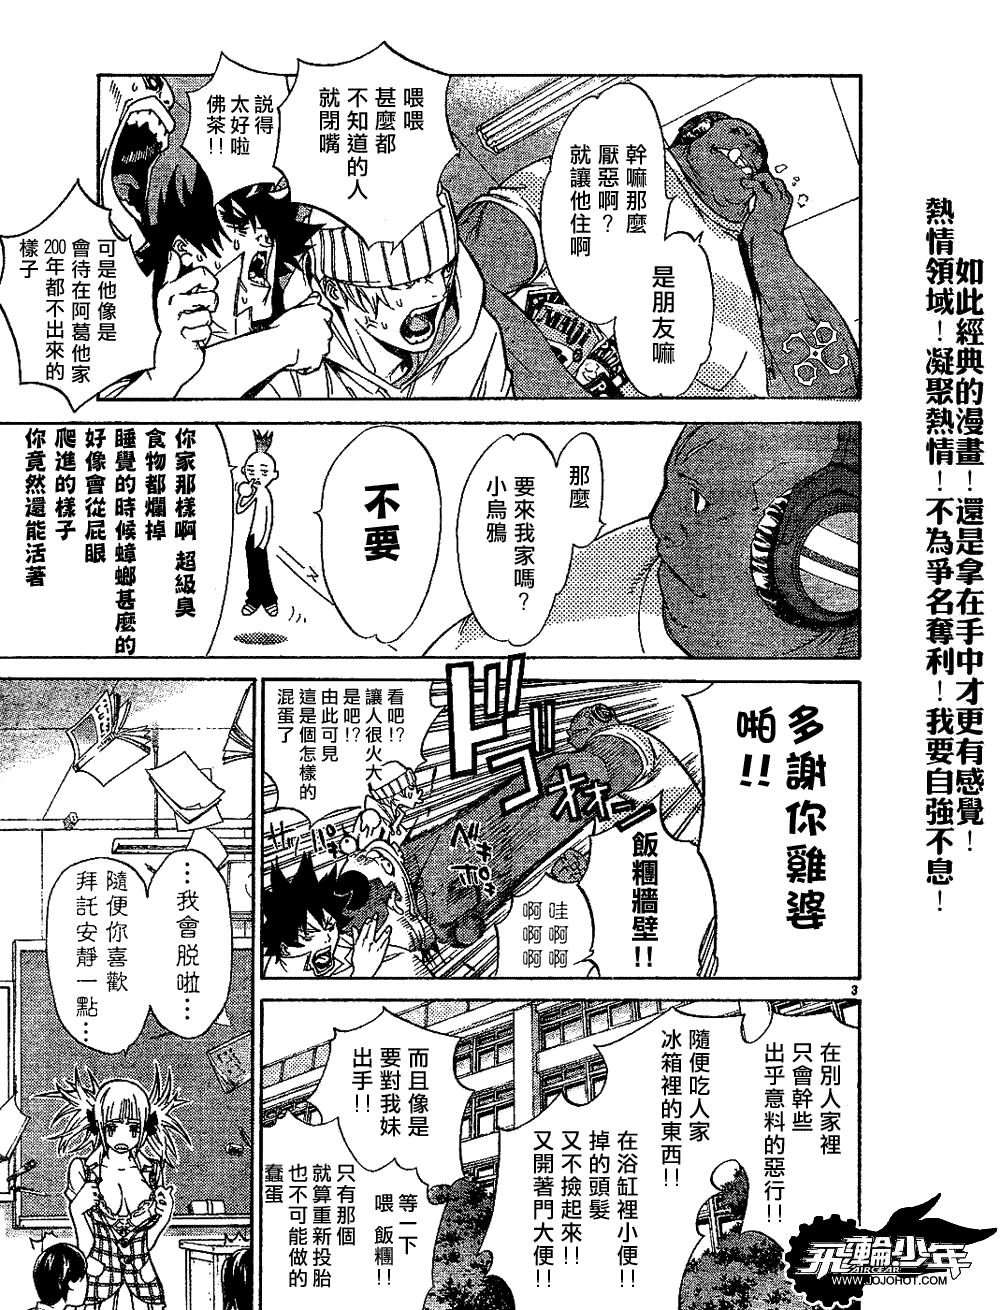 幹嘛那麼
厭惡啊?
就讓他住啊
是朋友嘛
喂喂
甚麼都
不知道的人
就閉嘴
説得
太好啦
佛茶!!
可是他像是
會待在阿葛他家
200年都不出來的
樣子
那麼
要來我家嗎?
小烏鴉
不要
你家那樣啊 超級臭
食物都爛掉
睡覺的時候蟑螂甚麼的
好像會從屁眼
爬進的樣子
你竟然還能活著
多謝你雞婆
啪!!
飯糰牆壁!!
哇啊啊
啊啊啊
看吧!?
讓人很火大
是吧!?
由此可見
這是個怎樣的
混蛋了
…我會脱啦…
隨便你喜歡
拜託安靜一點…
3
在別人家裡
只會幹些
出乎意料的惡行!!
隨便吃人家
冰箱裡的東西!!
在浴缸裡小便!!
掉的頭髮
又不撿起來!!
又開著門大便!!
而且像是
要對我妹
出手!!
等一下
喂 飯糰
只有那個
就算重新投胎
也不可能做的
蠢蛋
如此經典的漫畫！還是拿在手中才更有感覺！
熱情領域！凝聚熱情！不為爭名奪利！我要自強不息！
飛輪少年
AIRGEAR
WWW.JOJOHOT.COM